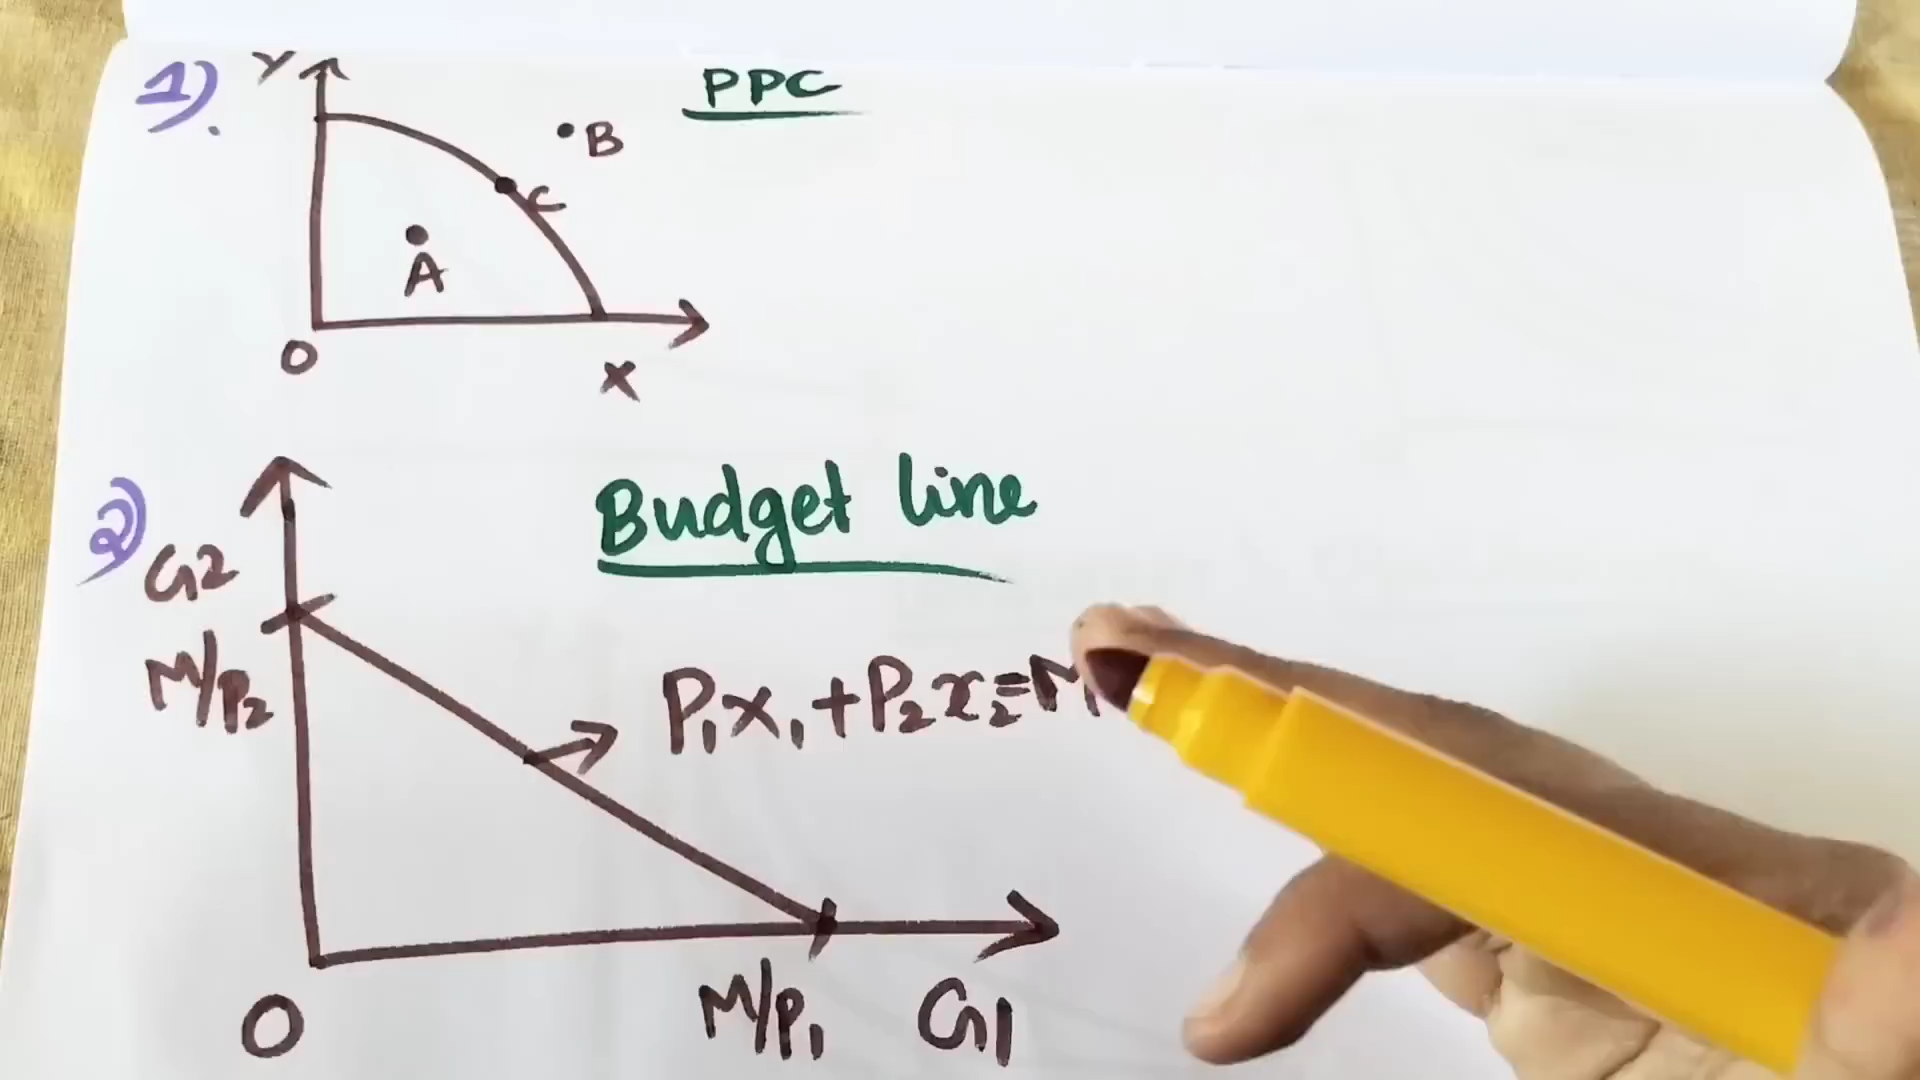 1).
Y
PPC
B
C
A
O
X
2)
Budget line
G2
M/P₂
P₁x₁+P₂x₂=M
O
M/P₁
G1